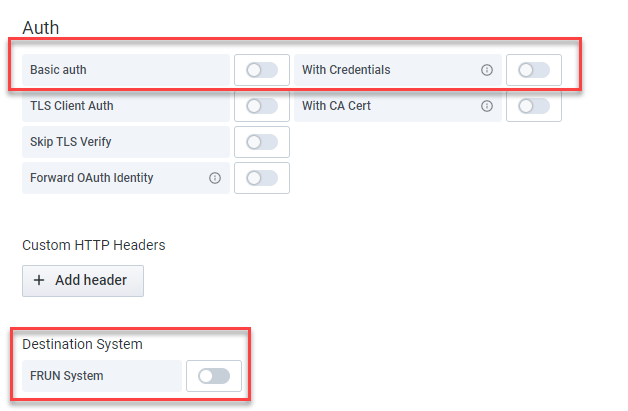 Auth
Basic auth With Credentials
TLS Client Auth With CA Cert
Skip TLS Verify
Forward OAuth Identity
Custom HTTP Headers
+ Add header
Destination System
FRUN System